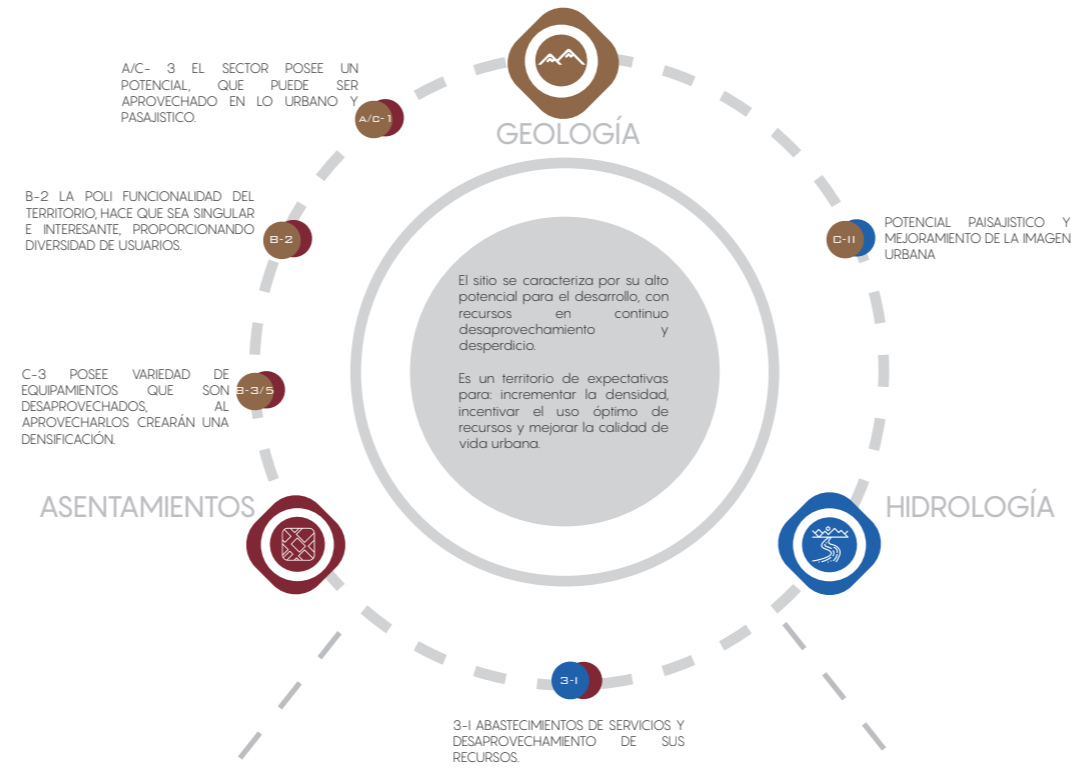 A/C- 3 EL SECTOR POSEE UN
POTENCIAL, QUE PUEDE SER
APROVECHADO EN LO URBANO Y
PASAJISTICO.
A/C-1
GEOLOGÍA
B-2 LA POLI FUNCIONALIDAD DEL
TERRITORIO, HACE QUE SEA SINGULAR
E INTERESANTE, PROPORCIONANDO
DIVERSIDAD DE USUARIOS.
B-2
C-II
POTENCIAL PAISAJISTICO Y
MEJORAMIENTO DE LA IMAGEN
URBANA
El sitio se caracteriza por su alto
potencial para el desarrollo, con
recursos en continuo
desaprovechamiento y
desperdicio.
Es un territorio de expectativas
para: incrementar la densidad,
incentivar el uso óptimo de
recursos y mejorar la calidad de
vida urbana.
C-3 POSEE VARIEDAD DE
EQUIPAMIENTOS QUE SON
DESAPROVECHADOS, AL
APROVECHARLOS CREARÁN UNA
DENSIFICACIÓN.
B-3/5
ASENTAMIENTOS
HIDROLOGÍA
3-I
3-I ABASTECIMIENTOS DE SERVICIOS Y
DESAPROVECHAMIENTO DE SUS
RECURSOS.